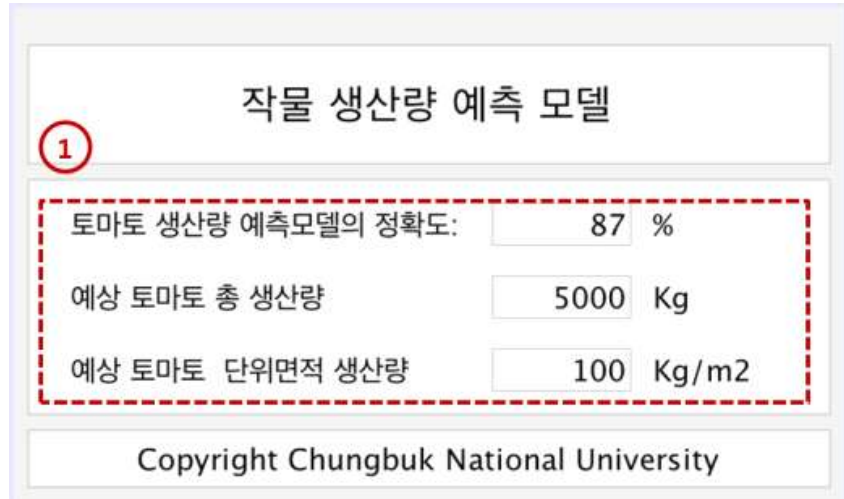 작물 생산량 예측 모델
1
토마토 생산량 예측모델의 정확도: 87 %
예상 토마토 총 생산량 5000 Kg
예상 토마토 단위면적 생산량 100 Kg/m2
Copyright Chungbuk National University